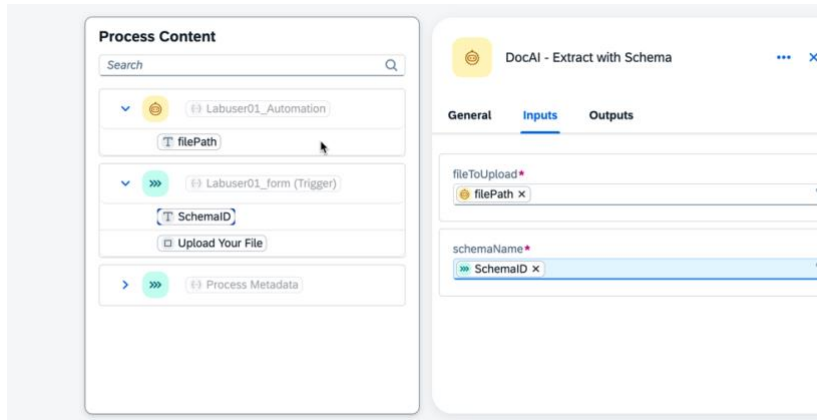 Process Content
Search
Labuser01_Automation
filePath
Labuser01_form (Trigger)
SchemaID
Upload Your File
Process Metadata
DocAI - Extract with Schema
General Inputs Outputs
fileToUpload*
filePath ×
schemaName*
SchemaID ×